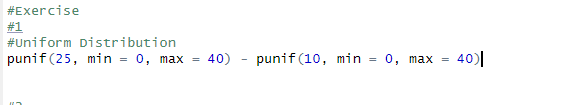 #Exercise
#1
#Uniform Distribution
punif(25, min = 0, max = 40) - punif(10, min = 0, max = 40)